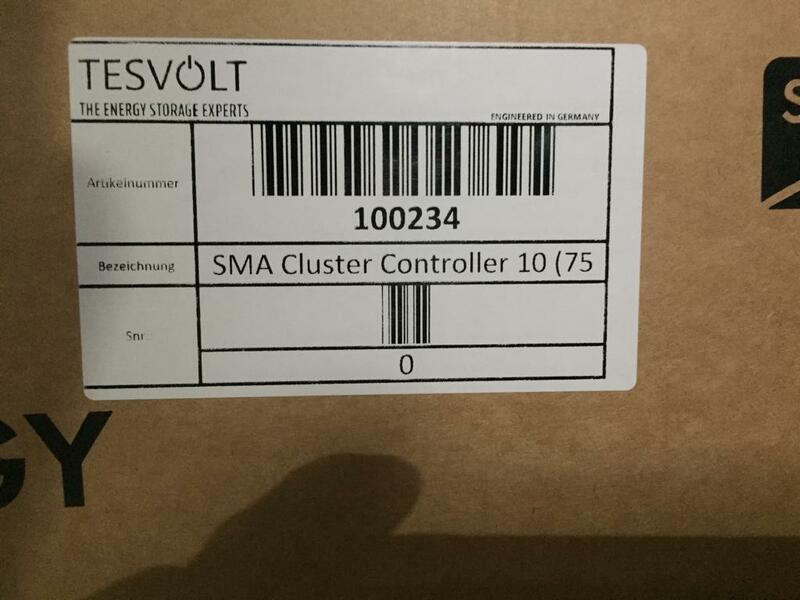 TESVOLT
THE ENERGY STORAGE EXPERTS
ENGINEERED IN GERMANY
Artikelnummer
100234
Bezeichnung
SMA Cluster Controller 10 (75
Snr.
0
S
GY